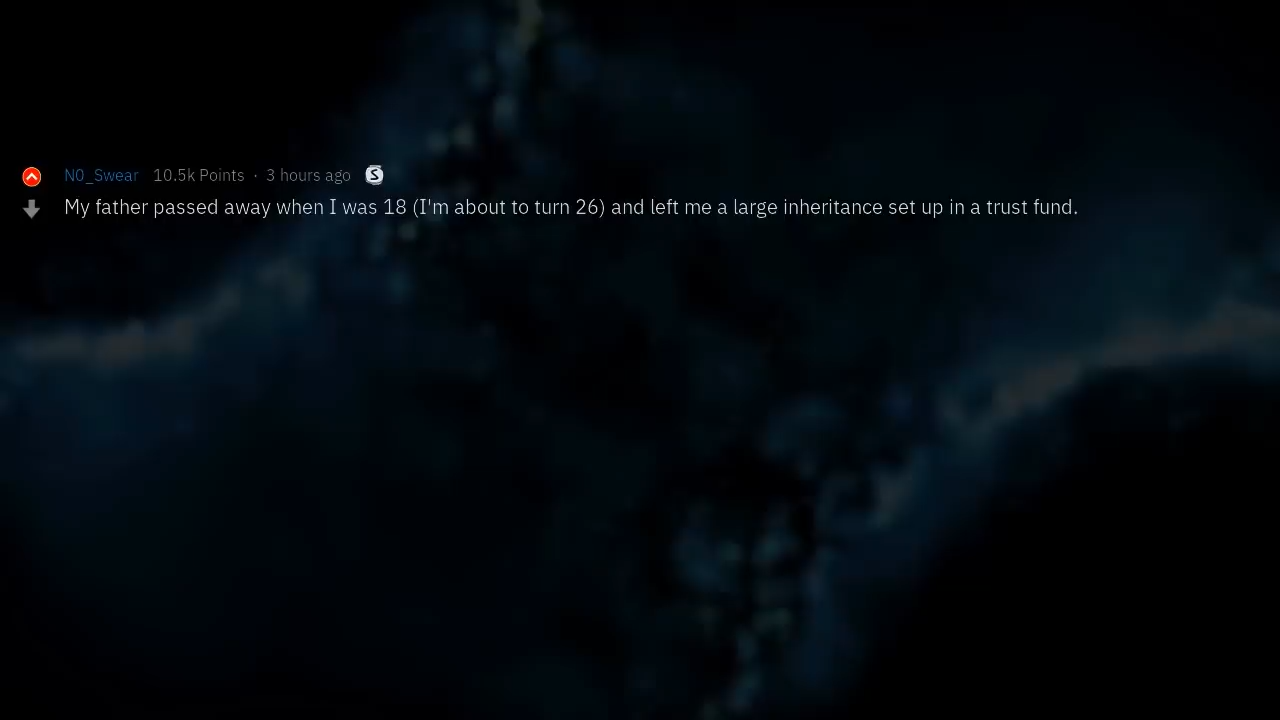 N0_Swear 10.5k Points · 3 hours ago S
My father passed away when I was 18 (I'm about to turn 26) and left me a large inheritance set up in a trust fund.